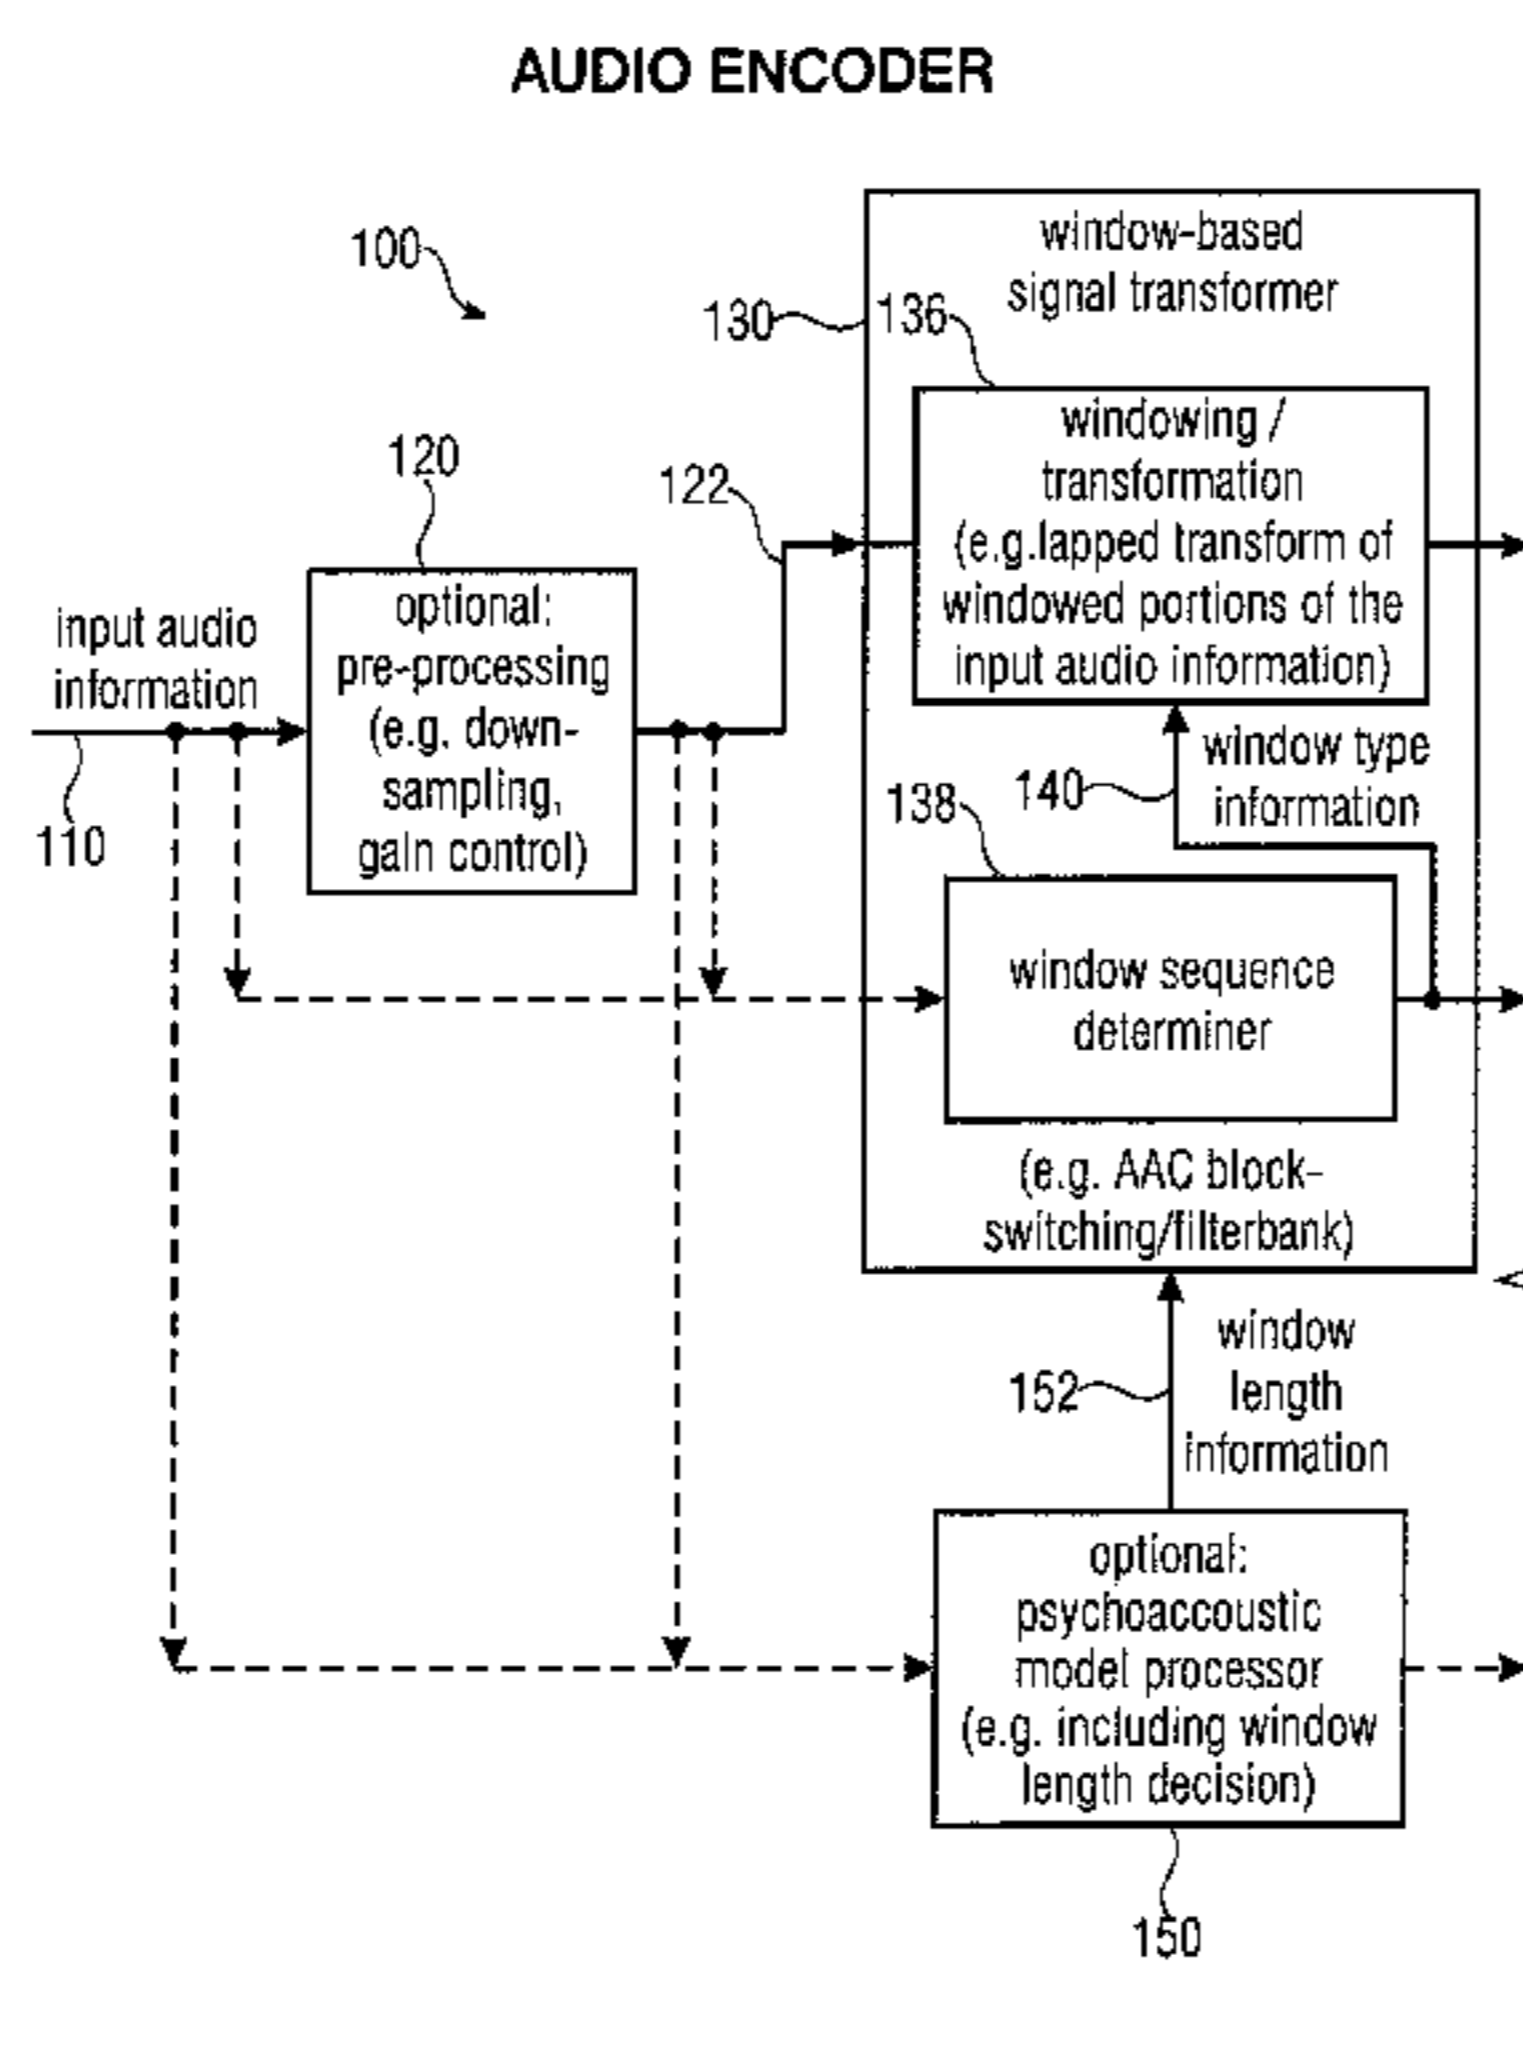 AUDIO ENCODER
100
window-based
signal transformer
130
136
windowing /
transformation
(e.g.lapped transform of
windowed portions of the
input audio information)
120
122
optional:
pre-processing
(e.g. down-
sampling,
gain control)
input audio
information
110
window type
information
140
138
window sequence
determiner
(e.g. AAC block-
switching/filterbank)
window
length
information
152
optional:
psychoaccoustic
model processor
(e.g. including window
length decision)
150